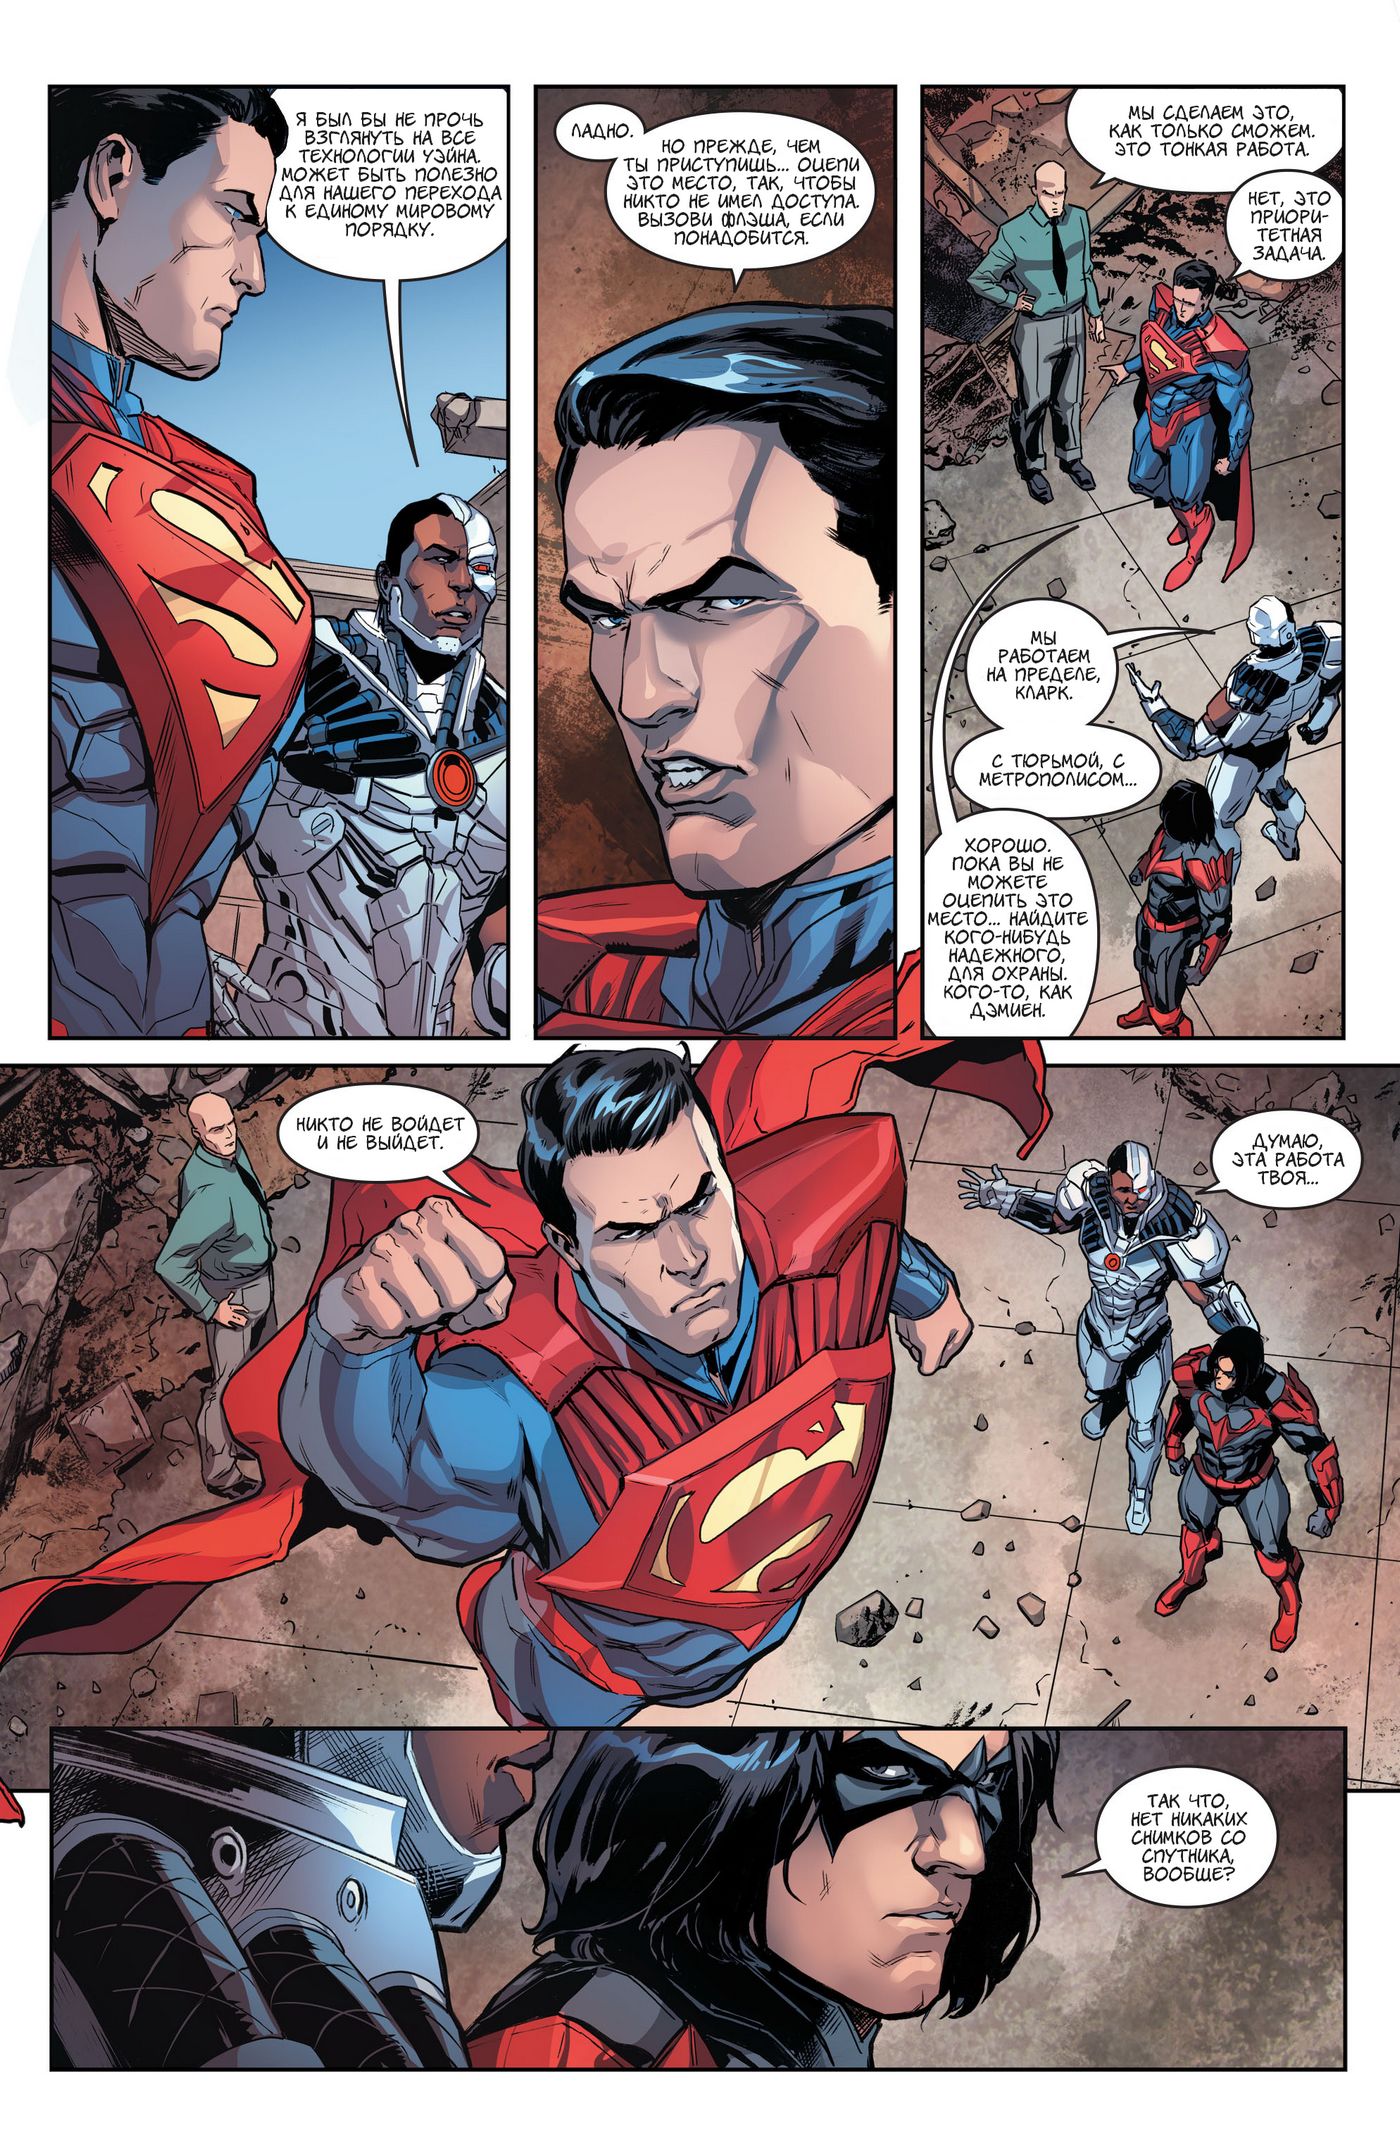 Я БЫЛ БЫ НЕ ПРОЧЬ
ВЗГЛЯНУТЬ НА ВСЕ
ТЕХНОЛОГИИ УЭЙНА.
МОЖЕТ БЫТЬ ПОЛЕЗНО
ДЛЯ НАШЕГО ПЕРЕХОДА
К ЕДИНОМУ МИРОВОМУ
ПОРЯДКУ.
ЛАДНО.
НО ПРЕЖДЕ, ЧЕМ
ТЫ ПРИСТУПИШЬ... ОЦЕПИ
ЭТО МЕСТО, ТАК, ЧТОБЫ
НИКТО НЕ ИМЕЛ ДОСТУПА.
ВЫЗОВИ ФЛЭША, ЕСЛИ
ПОНАДОБИТСЯ.
МЫ СДЕЛАЕМ ЭТО,
КАК ТОЛЬКО СМОЖЕМ.
ЭТО ТОНКАЯ РАБОТА.
НЕТ, ЭТО
ПРИОРИ-
ТЕТНАЯ
ЗАДАЧА.
МЫ
РАБОТАЕМ
НА ПРЕДЕЛЕ,
КЛАРК.
С ТЮРЬМОЙ, С
МЕТРОПОЛИСОМ...
ХОРОШО.
ПОКА ВЫ НЕ
МОЖЕТЕ
ОЦЕПИТЬ ЭТО
МЕСТО... НАЙДИТЕ
КОГО-НИБУДЬ
НАДЕЖНОГО,
ДЛЯ ОХРАНЫ.
КОГО-ТО, КАК
ДЭМИЕН.
НИКТО НЕ ВОЙДЕТ
И НЕ ВЫЙДЕТ.
ДУМАЮ,
ЭТА РАБОТА
ТВОЯ...
ТАК ЧТО,
НЕТ НИКАКИХ
СНИМКОВ СО
СПУТНИКА,
ВООБЩЕ?